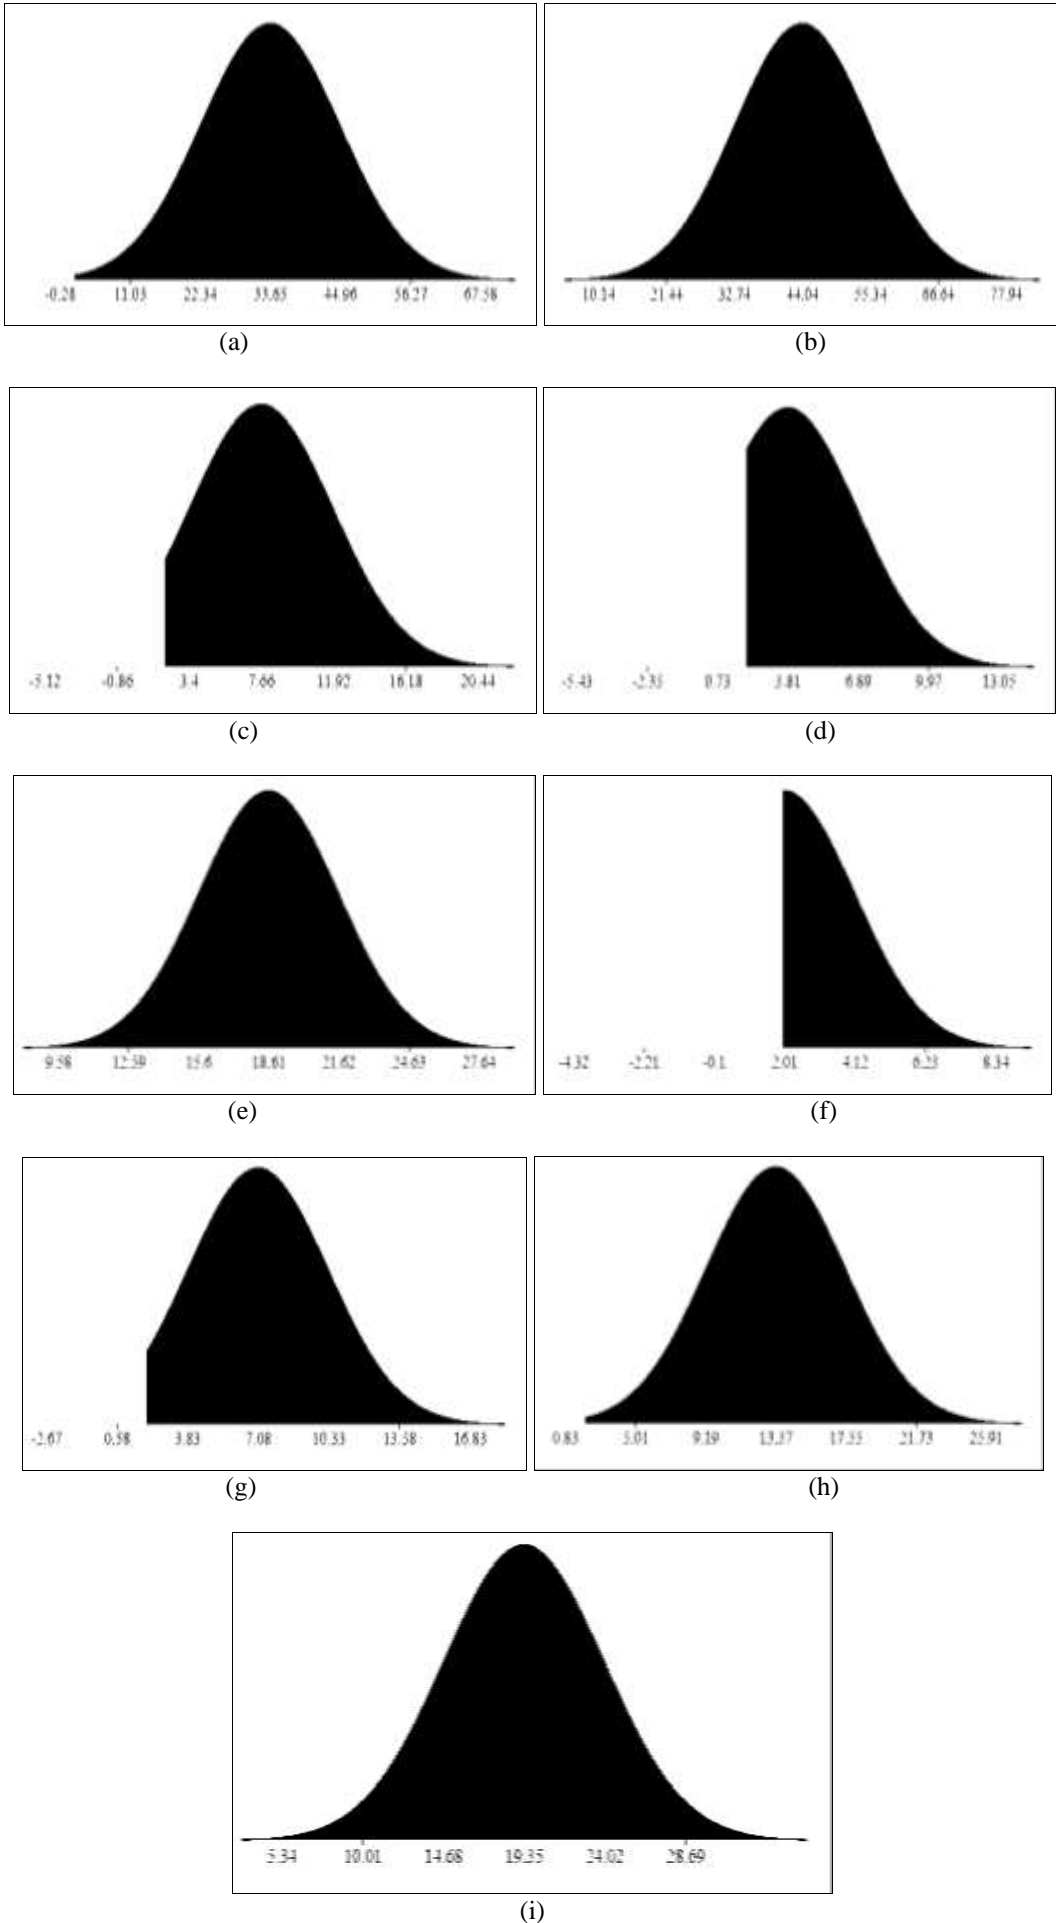 -0.28 11.03 22.34 33.65 44.96 56.27 67.58
10.14 21.44 32.74 44.04 55.34 66.64 77.94
(a)
(b)
-5.12 -0.86 3.4 7.66 11.92 16.18 20.44
-5.43 -2.35 0.73 3.81 6.89 9.97 13.05
(c)
(d)
9.58 12.59 15.6 18.61 21.62 24.63 27.64
-4.32 -2.21 -0.1 2.01 4.12 6.23 8.34
(e)
(f)
-2.67 0.58 3.83 7.08 10.33 13.58 16.83
0.83 5.01 9.19 13.37 17.55 21.73 25.91
(g)
(h)
5.34 10.01 14.68 19.35 24.02 28.69
(i)